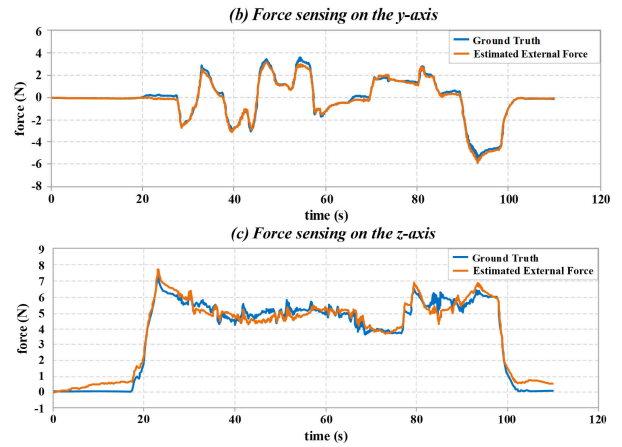 (b) Force sensing on the y-axis
6
4
2
0
-2
-4
-6
-8
force (N)
Ground Truth
Estimated External Force
0 20 40 60 80 100 120
time (s)
(c) Force sensing on the z-axis
9
8
7
6
5
4
3
2
1
0
-1
force (N)
Ground Truth
Estimated External Force
0 20 40 60 80 100 120
time (s)